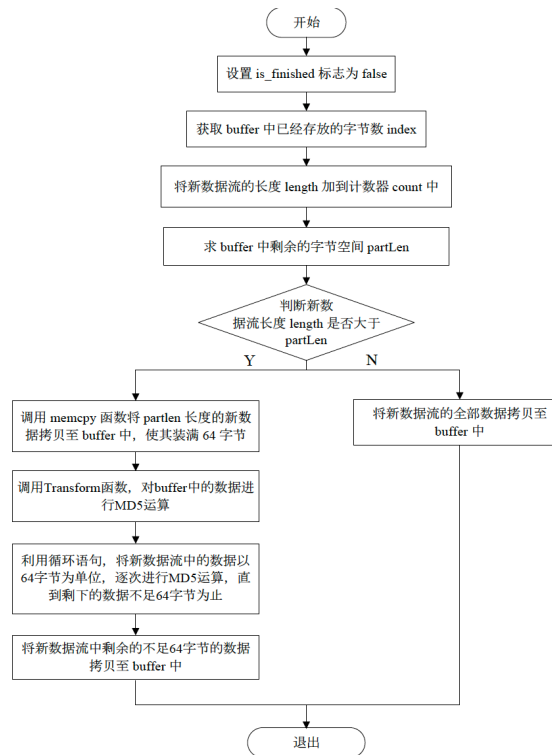 开始
设置 is_finished 标志为 false
获取 buffer 中已经存放的字节数 index
将新数据流的长度 length 加到计数器 count 中
求 buffer 中剩余的字节空间 partLen
判断新数
据流长度 length 是否大于
partLen
Y
N
调用 memcpy 函数将 partlen 长度的新数
据拷贝至 buffer 中，使其装满 64 字节
将新数据流的全部数据拷贝至
buffer 中
调用Transform函数，对buffer中的数据进
行MD5运算
利用循环语句，将新数据流中的数据以
64字节为单位，逐次进行MD5运算，直
到剩下的数据不足64字节为止
将新数据流中剩余的不足64字节的数据
拷贝至 buffer 中
退出